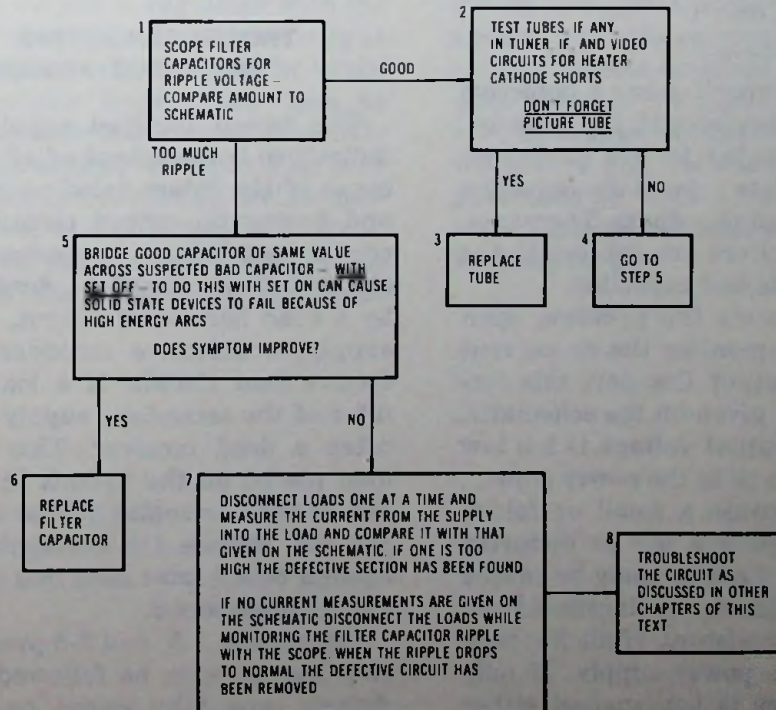 1
SCOPE FILTER
CAPACITORS FOR
RIPPLE VOLTAGE –
COMPARE AMOUNT TO
SCHEMATIC
GOOD
2
TEST TUBES, IF ANY
IN TUNER, IF, AND VIDEO
CIRCUITS FOR HEATER
CATHODE SHORTS
DON'T FORGET
PICTURE TUBE
TOO MUCH
RIPPLE
YES
NO
3
REPLACE
TUBE
4
GO TO
STEP 5
5
BRIDGE GOOD CAPACITOR OF SAME VALUE
ACROSS SUSPECTED BAD CAPACITOR – WITH
SET OFF – TO DO THIS WITH SET ON CAN CAUSE
SOLID STATE DEVICES TO FAIL BECAUSE OF
HIGH ENERGY ARCS
DOES SYMPTOM IMPROVE?
YES
NO
6
REPLACE
FILTER
CAPACITOR
7
DISCONNECT LOADS ONE AT A TIME AND
MEASURE THE CURRENT FROM THE SUPPLY
INTO THE LOAD AND COMPARE IT WITH THAT
GIVEN ON THE SCHEMATIC. IF ONE IS TOO
HIGH THE DEFECTIVE SECTION HAS BEEN FOUND
IF NO CURRENT MEASUREMENTS ARE GIVEN ON
THE SCHEMATIC DISCONNECT THE LOADS WHILE
MONITORING THE FILTER CAPACITOR RIPPLE
WITH THE SCOPE. WHEN THE RIPPLE DROPS
TO NORMAL THE DEFECTIVE CIRCUIT HAS
BEEN REMOVED
8
TROUBLESHOOT
THE CIRCUIT AS
DISCUSSED IN OTHER
CHAPTERS OF THIS
TEXT